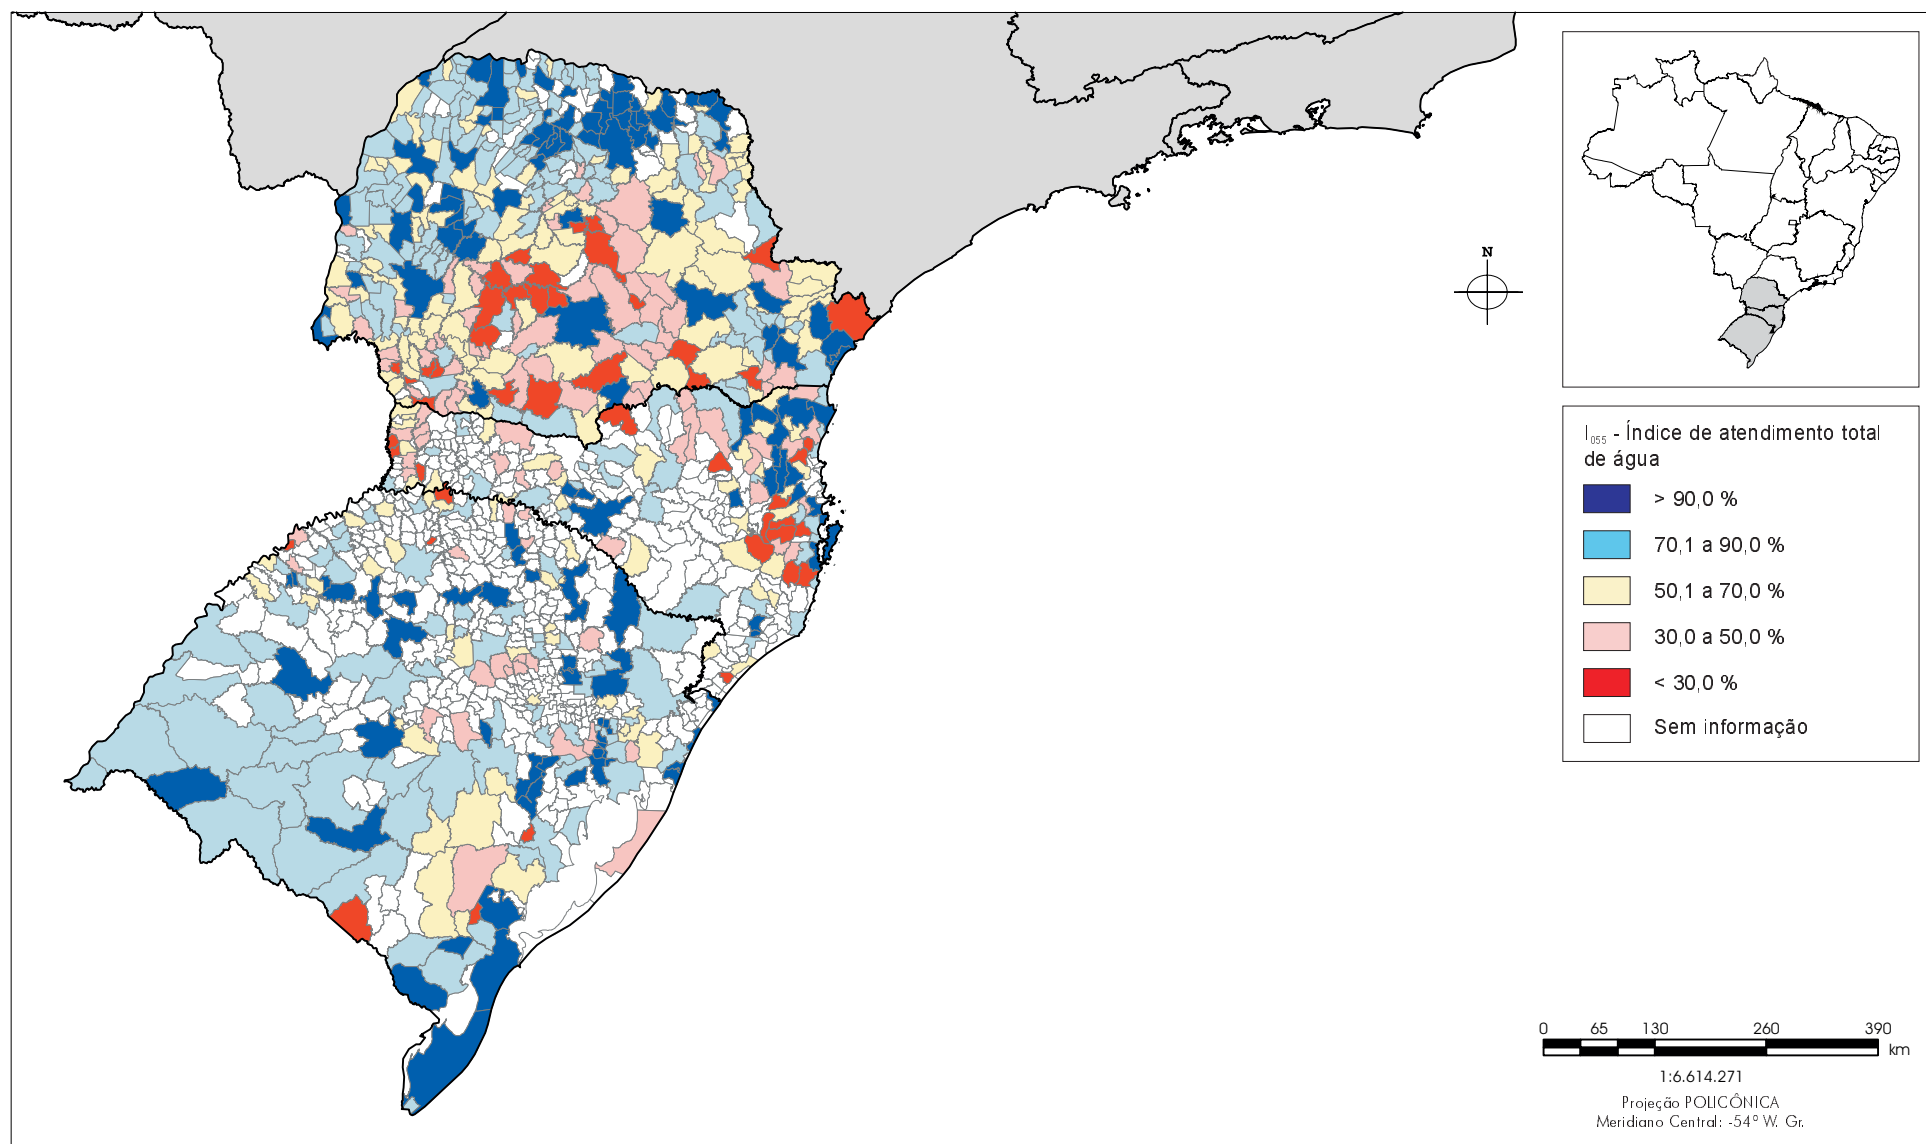 N
I055 - Índice de atendimento total
de água
> 90,0 %
70,1 a 90,0 %
50,1 a 70,0 %
30,0 a 50,0 %
< 30,0 %
Sem informação
0 65 130 260 390
km
1:6.614.271
Projeção POLICÔNICA
Meridiano Central: -54º W. Gr.